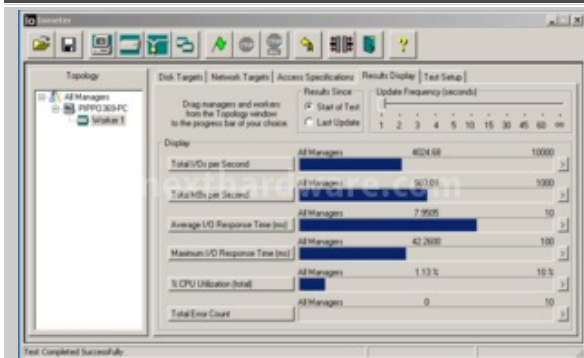 Iometer
Topology
All Managers
PIPPO369-PC
Worker 1
Disk Targets
Network Targets
Access Specifications
Results Display
Test Setup
Drag managers and workers
from the Topology window
to the progress bar of your choice.
Results Since
Start of Test
Last Update
Update Frequency (seconds)
1 2 3 4 5 10 15 30 45 60 ∞
Display
Total I/Os per Second
All Managers 4024.68 10000
Total MBs per Second
All Managers 1000
Average I/O Response Time (ms)
All Managers 7.9505 10
Maximum I/O Response Time (ms)
All Managers 42.2600 100
% CPU Utilization (total)
All Managers 1.13 % 10 %
Total Error Count
All Managers 0 10
nexthardware.com
Test Completed Successfully